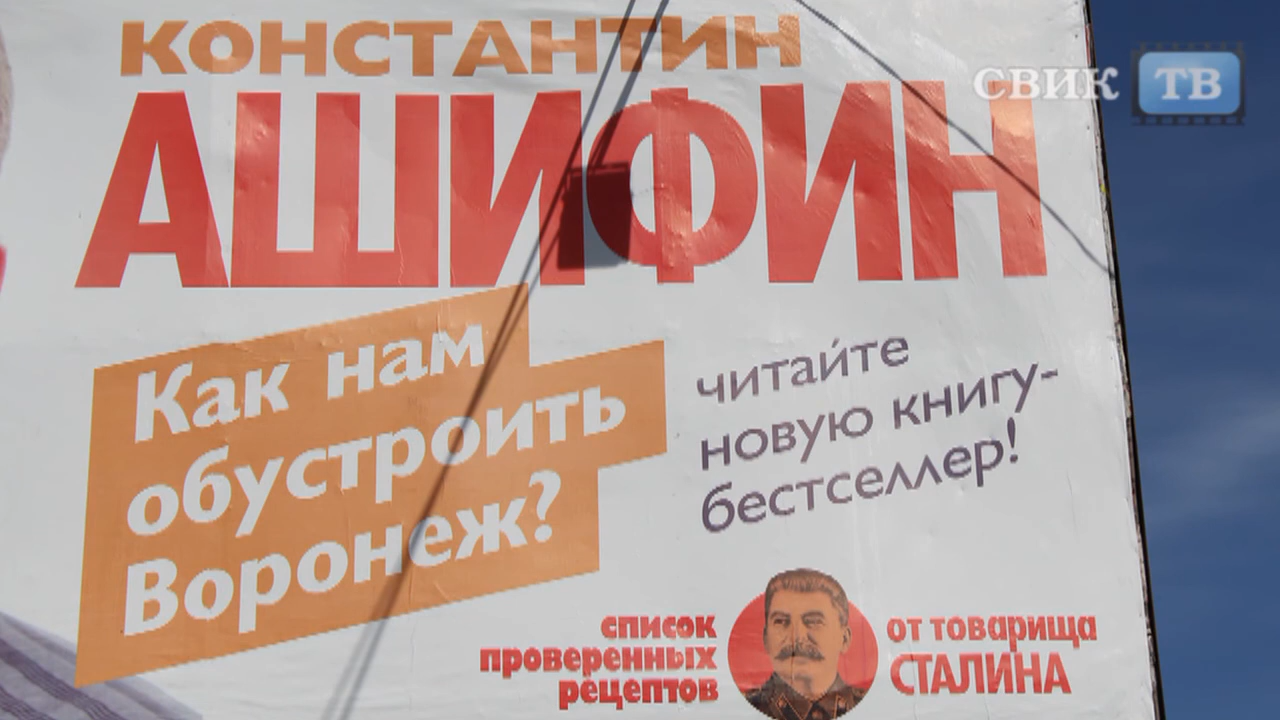 КОНСТАНТИН
АШИФИН
Как нам
обустроить
Воронеж?
читайте
новую книгу-
бестселлер!
список
проверенных
рецептов
от товарища
СТАЛИНА
СВИК ТВ